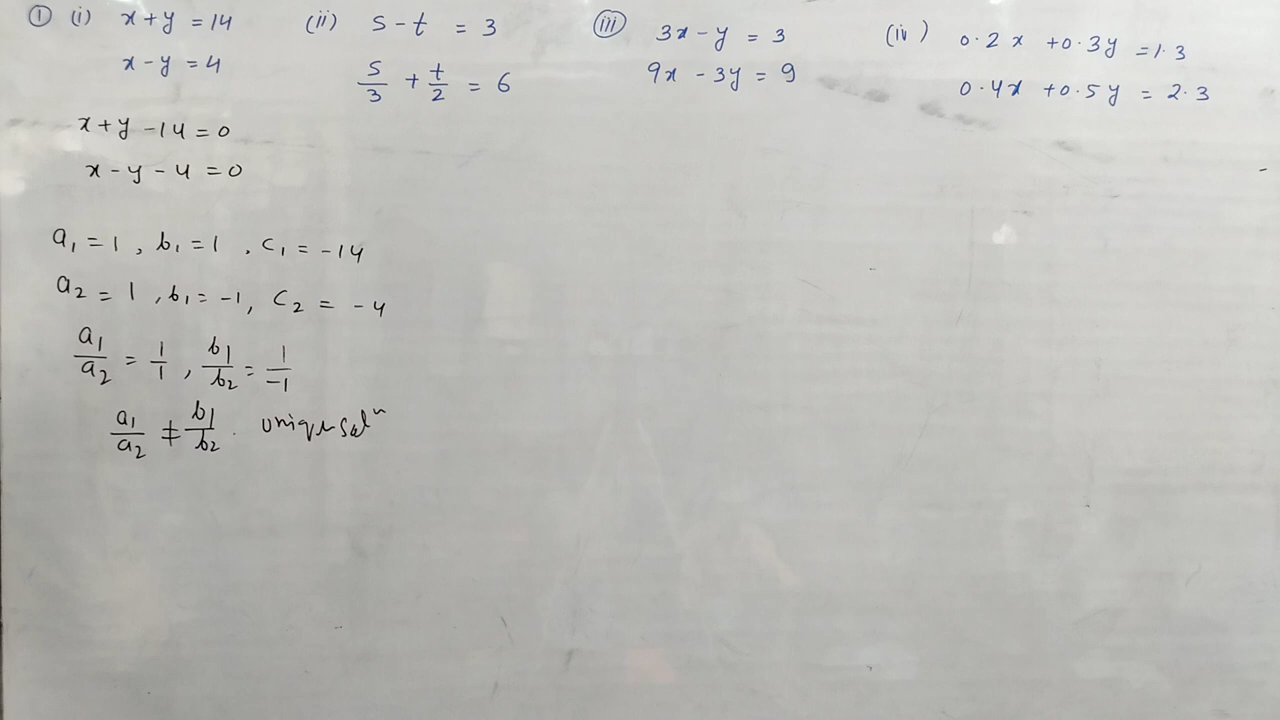 ① (i) x+y = 14 (ii) s-t = 3 (iii) 3x-y = 3 (iv) 0.2x +0.3y = 1.3
x-y = 4 s/3 + t/2 = 6 9x - 3y = 9 0.4x +0.5y = 2.3
x+y -14 = 0
x-y-4 = 0
a₁ = 1, b₁ = 1, c₁ = -14
a₂ = 1, b₁ = -1, c₂ = -4
a₁/a₂ = 1/1, b₁/b₂ = 1/-1
a₁/a₂ ≠ b₁/b₂. unique solⁿ